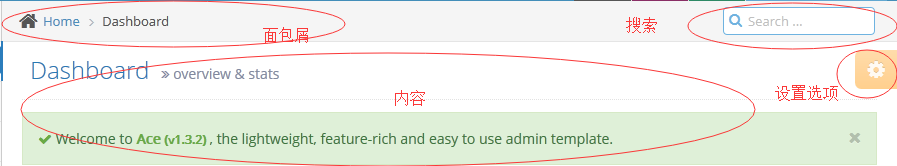 Home > Dashboard
面包屑
搜索
Search ...
Dashboard » overview & stats
设置选项
内容
Welcome to Ace (v1.3.2) , the lightweight, feature-rich and easy to use admin template. ×